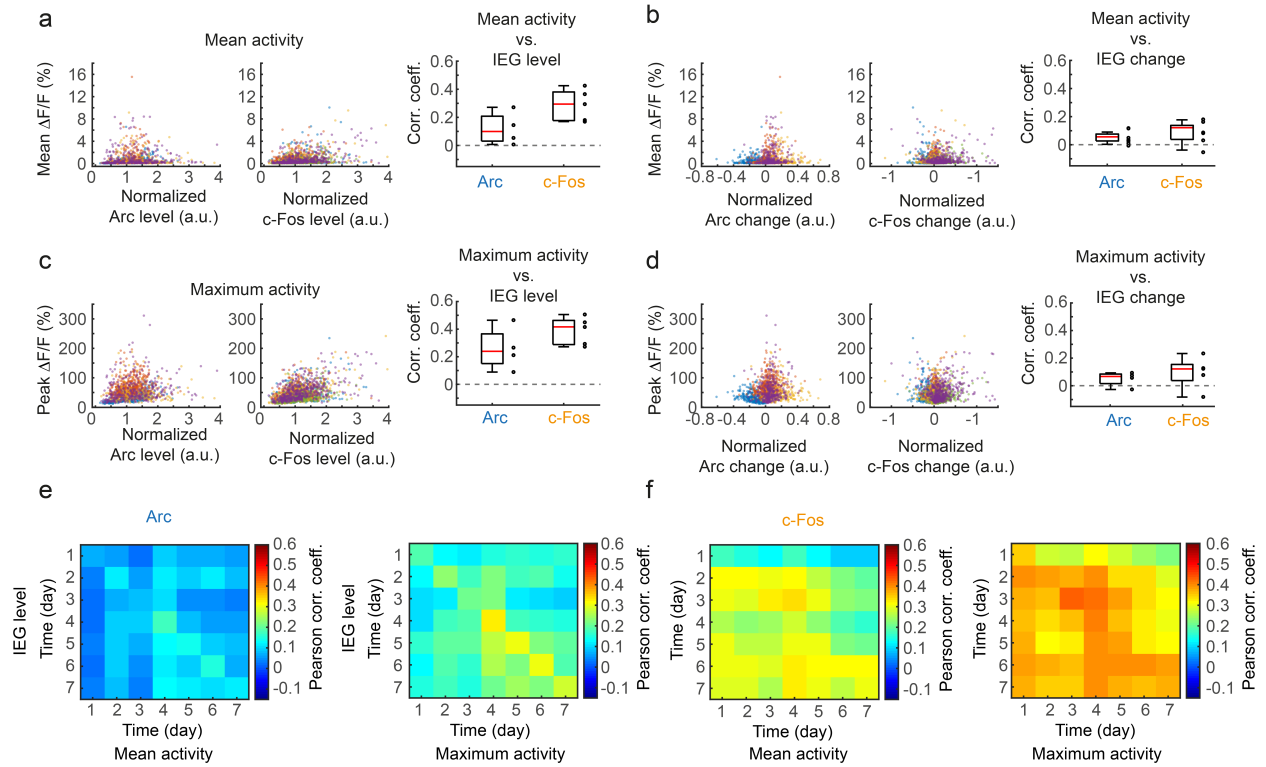 a
Mean activity
Mean ΔF/F (%)
16
12
8
4
0
0 1 2 3 4
Normalized
Arc level (a.u.)
16
12
8
4
0
0 1 2 3 4
Normalized
c-Fos level (a.u.)
Mean activity
vs.
IEG level
Corr. coeff.
0.6
0.4
0.2
0
Arc
c-Fos
b
Mean ΔF/F (%)
16
12
8
4
0
-0.8 -0.4 0 0.4 0.8
Normalized
Arc change (a.u.)
16
12
8
4
0
-1 0 -1
Normalized
c-Fos change (a.u.)
Mean activity
vs.
IEG change
Corr. coeff.
0.6
0.4
0.2
0
Arc
c-Fos
c
Maximum activity
Peak ΔF/F (%)
300
200
100
0
0 1 2 3 4
Normalized
Arc level (a.u.)
300
200
100
0
0 1 2 3 4
Normalized
c-Fos level (a.u.)
Maximum activity
vs.
IEG level
Corr. coeff.
0.6
0.4
0.2
0
Arc
c-Fos
d
Peak ΔF/F (%)
300
200
100
0
-0.8 -0.4 0 0.4 0.8
Normalized
Arc change (a.u.)
300
200
100
0
-1 0 -1
Normalized
c-Fos change (a.u.)
Maximum activity
vs.
IEG change
Corr. coeff.
0.6
0.4
0.2
0
Arc
c-Fos
e
Arc
IEG level
Time (day)
1
2
3
4
5
6
7
1 2 3 4 5 6 7
Time (day)
Mean activity
0.6
0.5
0.4
0.3
0.2
0.1
0
-0.1
Pearson corr. coeff.
IEG level
Time (day)
1
2
3
4
5
6
7
1 2 3 4 5 6 7
Time (day)
Maximum activity
0.6
0.5
0.4
0.3
0.2
0.1
0
-0.1
Pearson corr. coeff.
f
c-Fos
Time (day)
1
2
3
4
5
6
7
1 2 3 4 5 6 7
Time (day)
Mean activity
0.6
0.5
0.4
0.3
0.2
0.1
0
-0.1
Pearson corr. coeff.
Time (day)
1
2
3
4
5
6
7
1 2 3 4 5 6 7
Time (day)
Maximum activity
0.6
0.5
0.4
0.3
0.2
0.1
0
-0.1
Pearson corr. coeff.